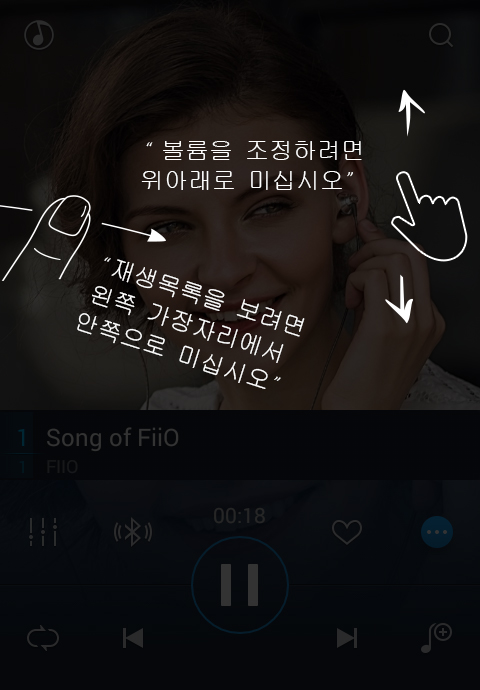 “ 볼륨을 조정하려면
위아래로 미십시오”
“재생목록을 보려면
왼쪽 가장자리에서
안쪽으로 미십시오”
1 Song of FiiO
1 FIIO
00:18